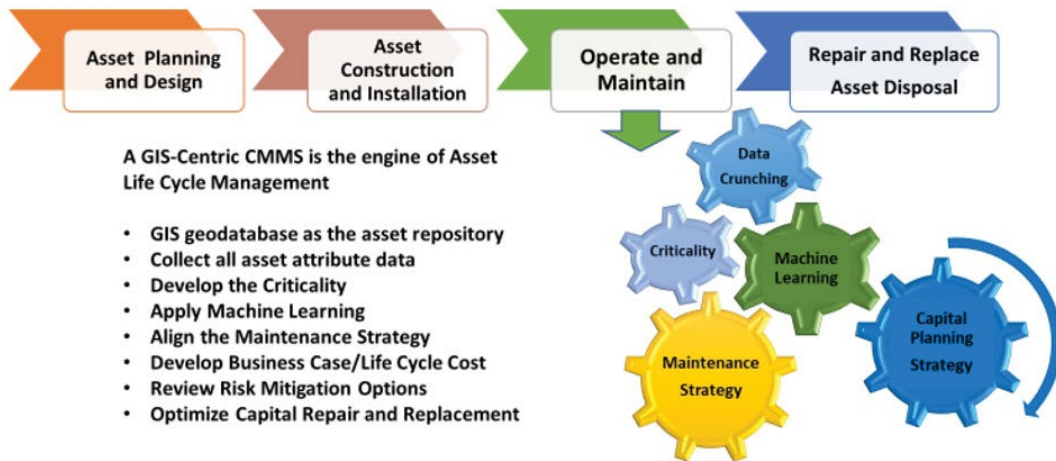 Asset Planning
and Design
Asset
Construction
and Installation
Operate and
Maintain
Repair and Replace
Asset Disposal
A GIS-Centric CMMS is the engine of Asset
Life Cycle Management
• GIS geodatabase as the asset repository
• Collect all asset attribute data
• Develop the Criticality
• Apply Machine Learning
• Align the Maintenance Strategy
• Develop Business Case/Life Cycle Cost
• Review Risk Mitigation Options
• Optimize Capital Repair and Replacement
Data
Crunching
Criticality
Machine
Learning
Maintenance
Strategy
Capital
Planning
Strategy